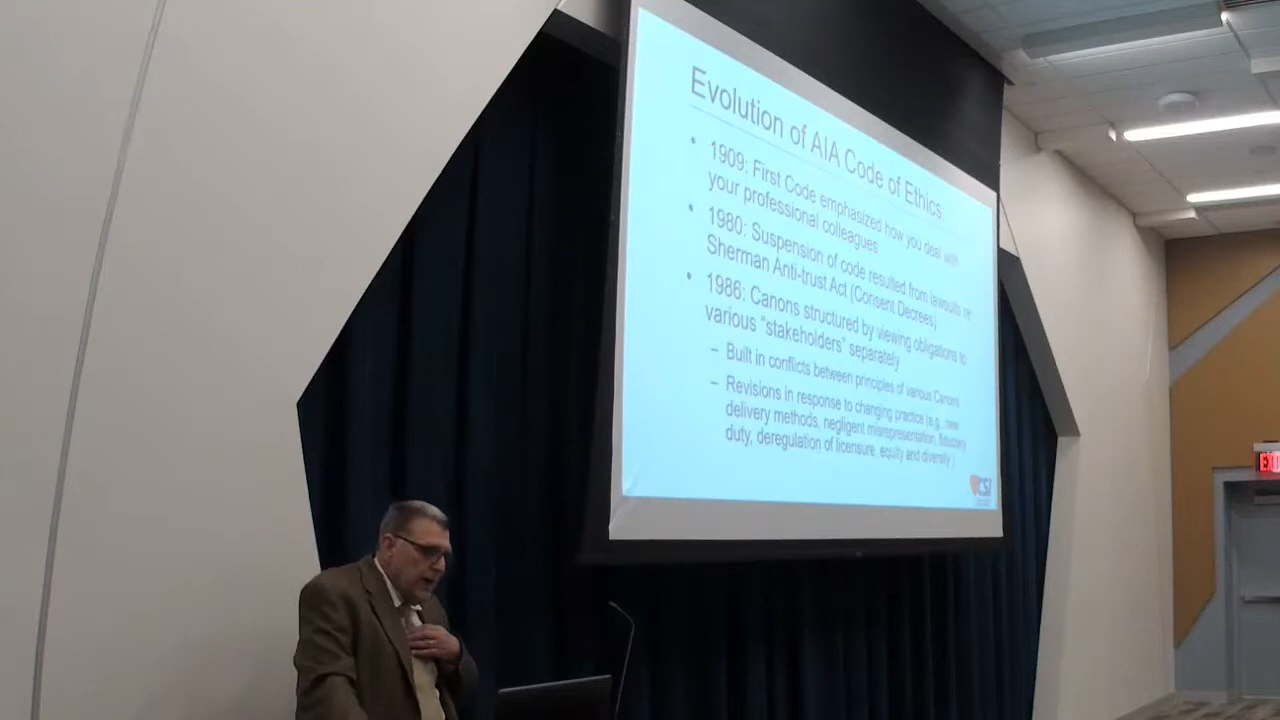 Evolution of AIA Code of Ethics
• 1909: First Code emphasized how you deal with
your professional colleagues
• 1980: Suspension of code resulted from lawsuits re
Sherman Anti-trust Act (Consent Decrees)
• 1986: Canons structured by viewing obligations to
various "stakeholders" separately
– Built in conflicts between principles of various Canons
– Revisions in response to changing practice (e.g. new
delivery methods, negligent misrepresentation, fiduciary
duty, deregulation of licensure, equity and diversity )
CSI
EXI